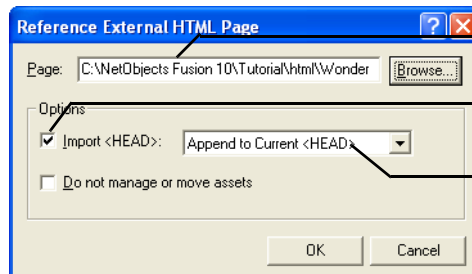 Reference External HTML Page
Page: C:\NetObjects Fusion 10\Tutorial\html\Wonder Browse...
Options
Import <HEAD>: Append to Current <HEAD>
Do not manage or move assets
OK Cancel